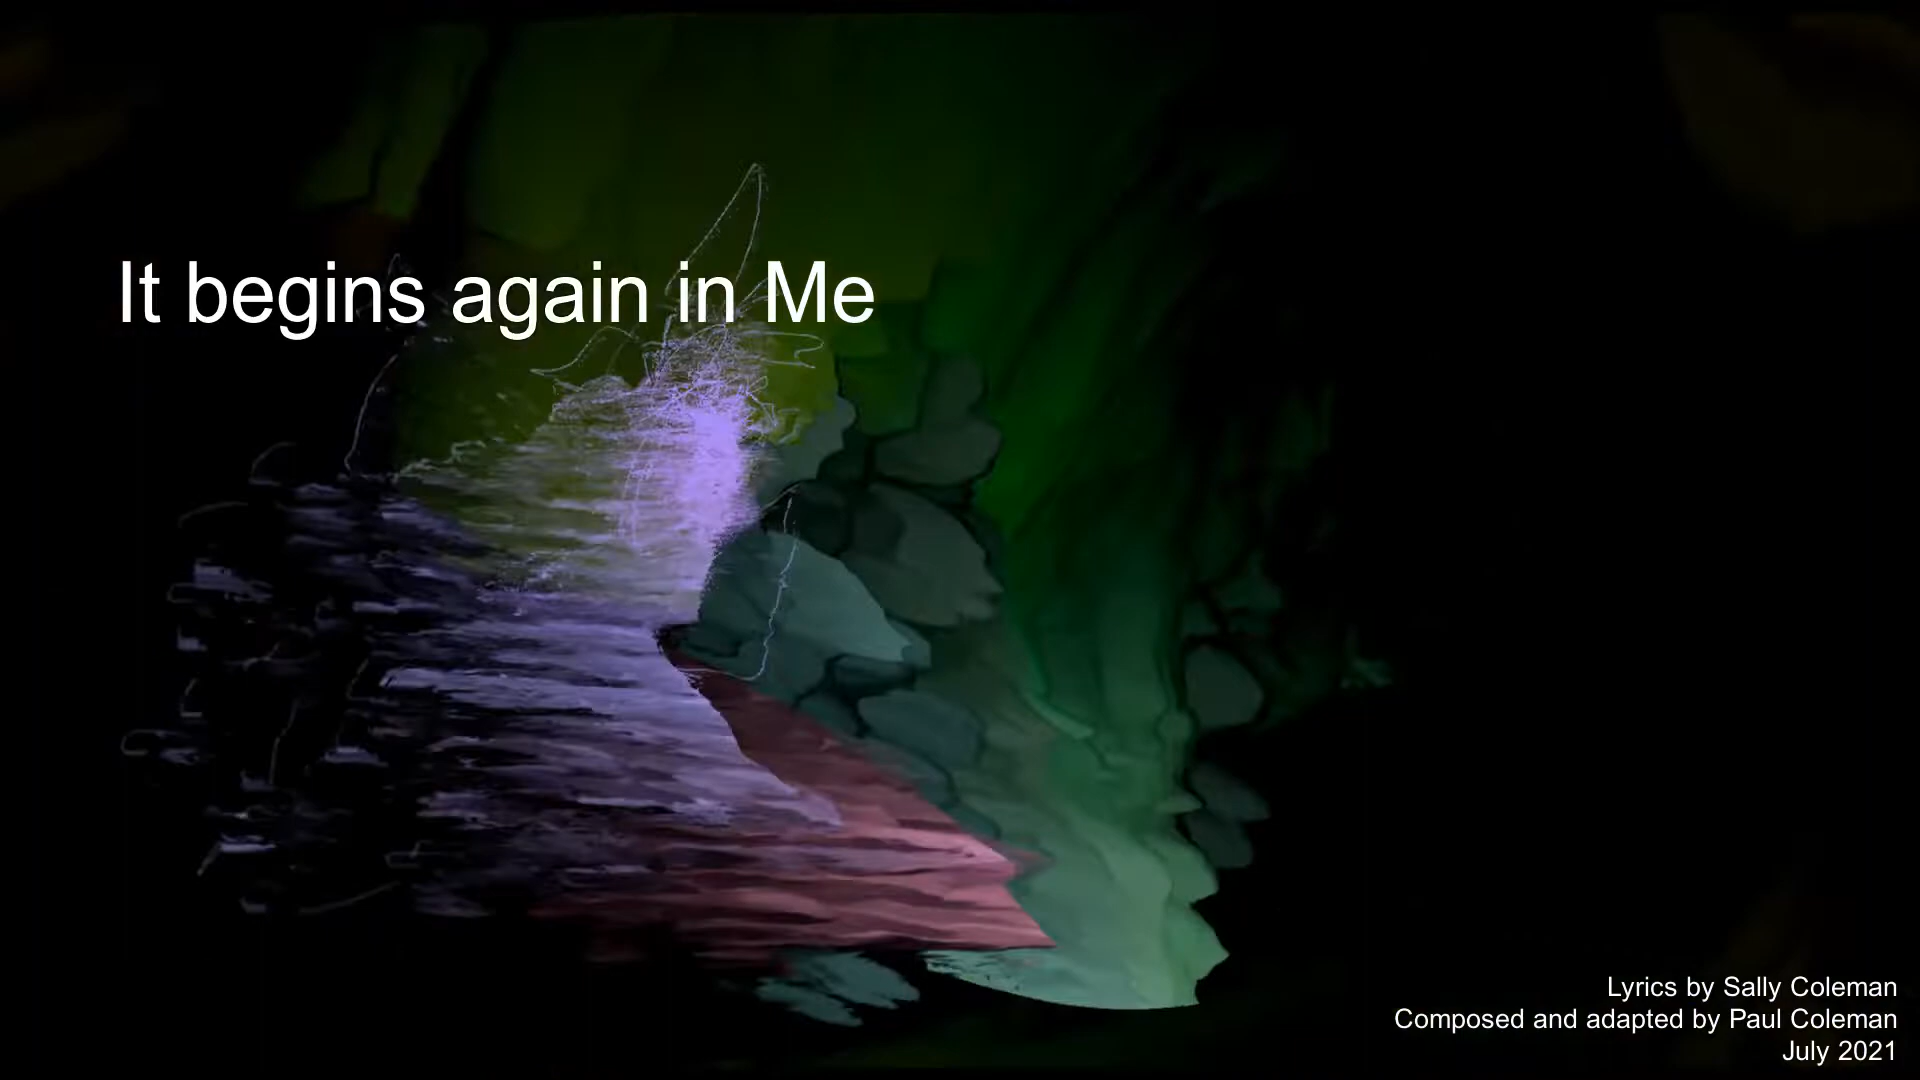 It begins again in Me
Lyrics by Sally Coleman
Composed and adapted by Paul Coleman
July 2021